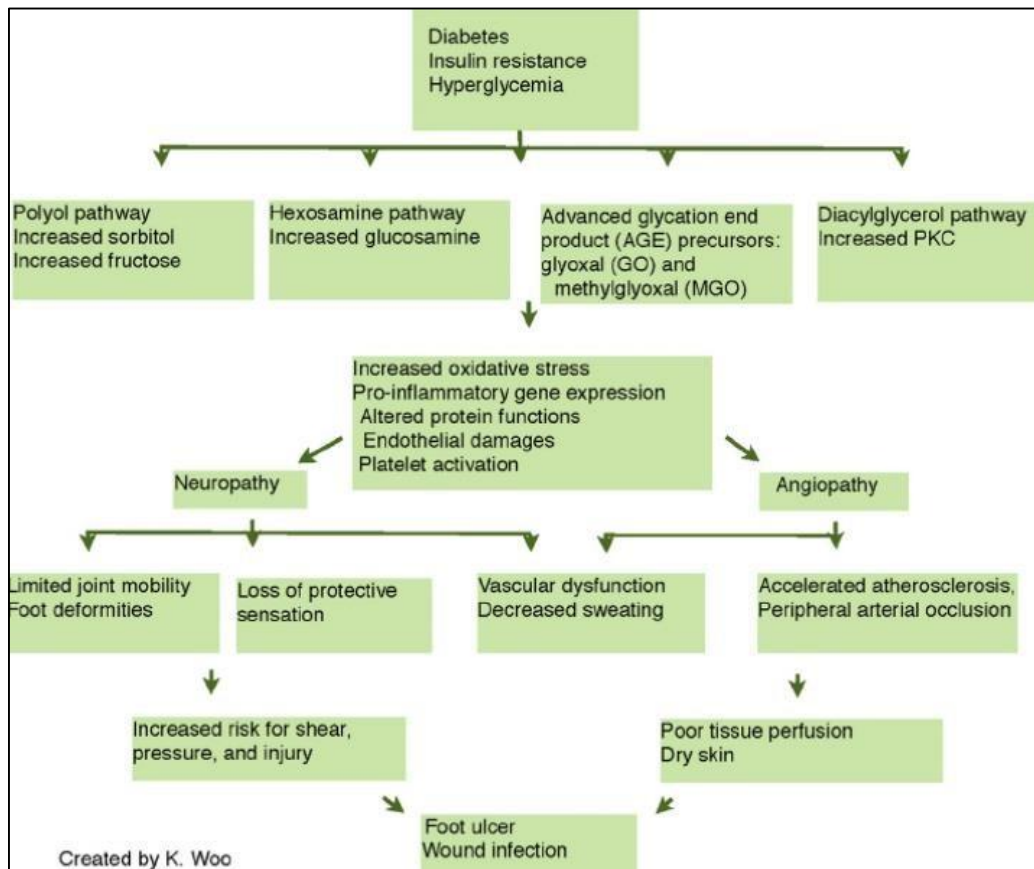 Diabetes
Insulin resistance
Hyperglycemia
Polyol pathway
Increased sorbitol
Increased fructose
Hexosamine pathway
Increased glucosamine
Advanced glycation end
product (AGE) precursors:
glyoxal (GO) and
methylglyoxal (MGO)
Diacylglycerol pathway
Increased PKC
Increased oxidative stress
Pro-inflammatory gene expression
Altered protein functions
Endothelial damages
Platelet activation
Neuropathy
Angiopathy
Limited joint mobility
Foot deformities
Loss of protective
sensation
Vascular dysfunction
Decreased sweating
Accelerated atherosclerosis,
Peripheral arterial occlusion
Increased risk for shear,
pressure, and injury
Poor tissue perfusion
Dry skin
Foot ulcer
Wound infection
Created by K. Woo